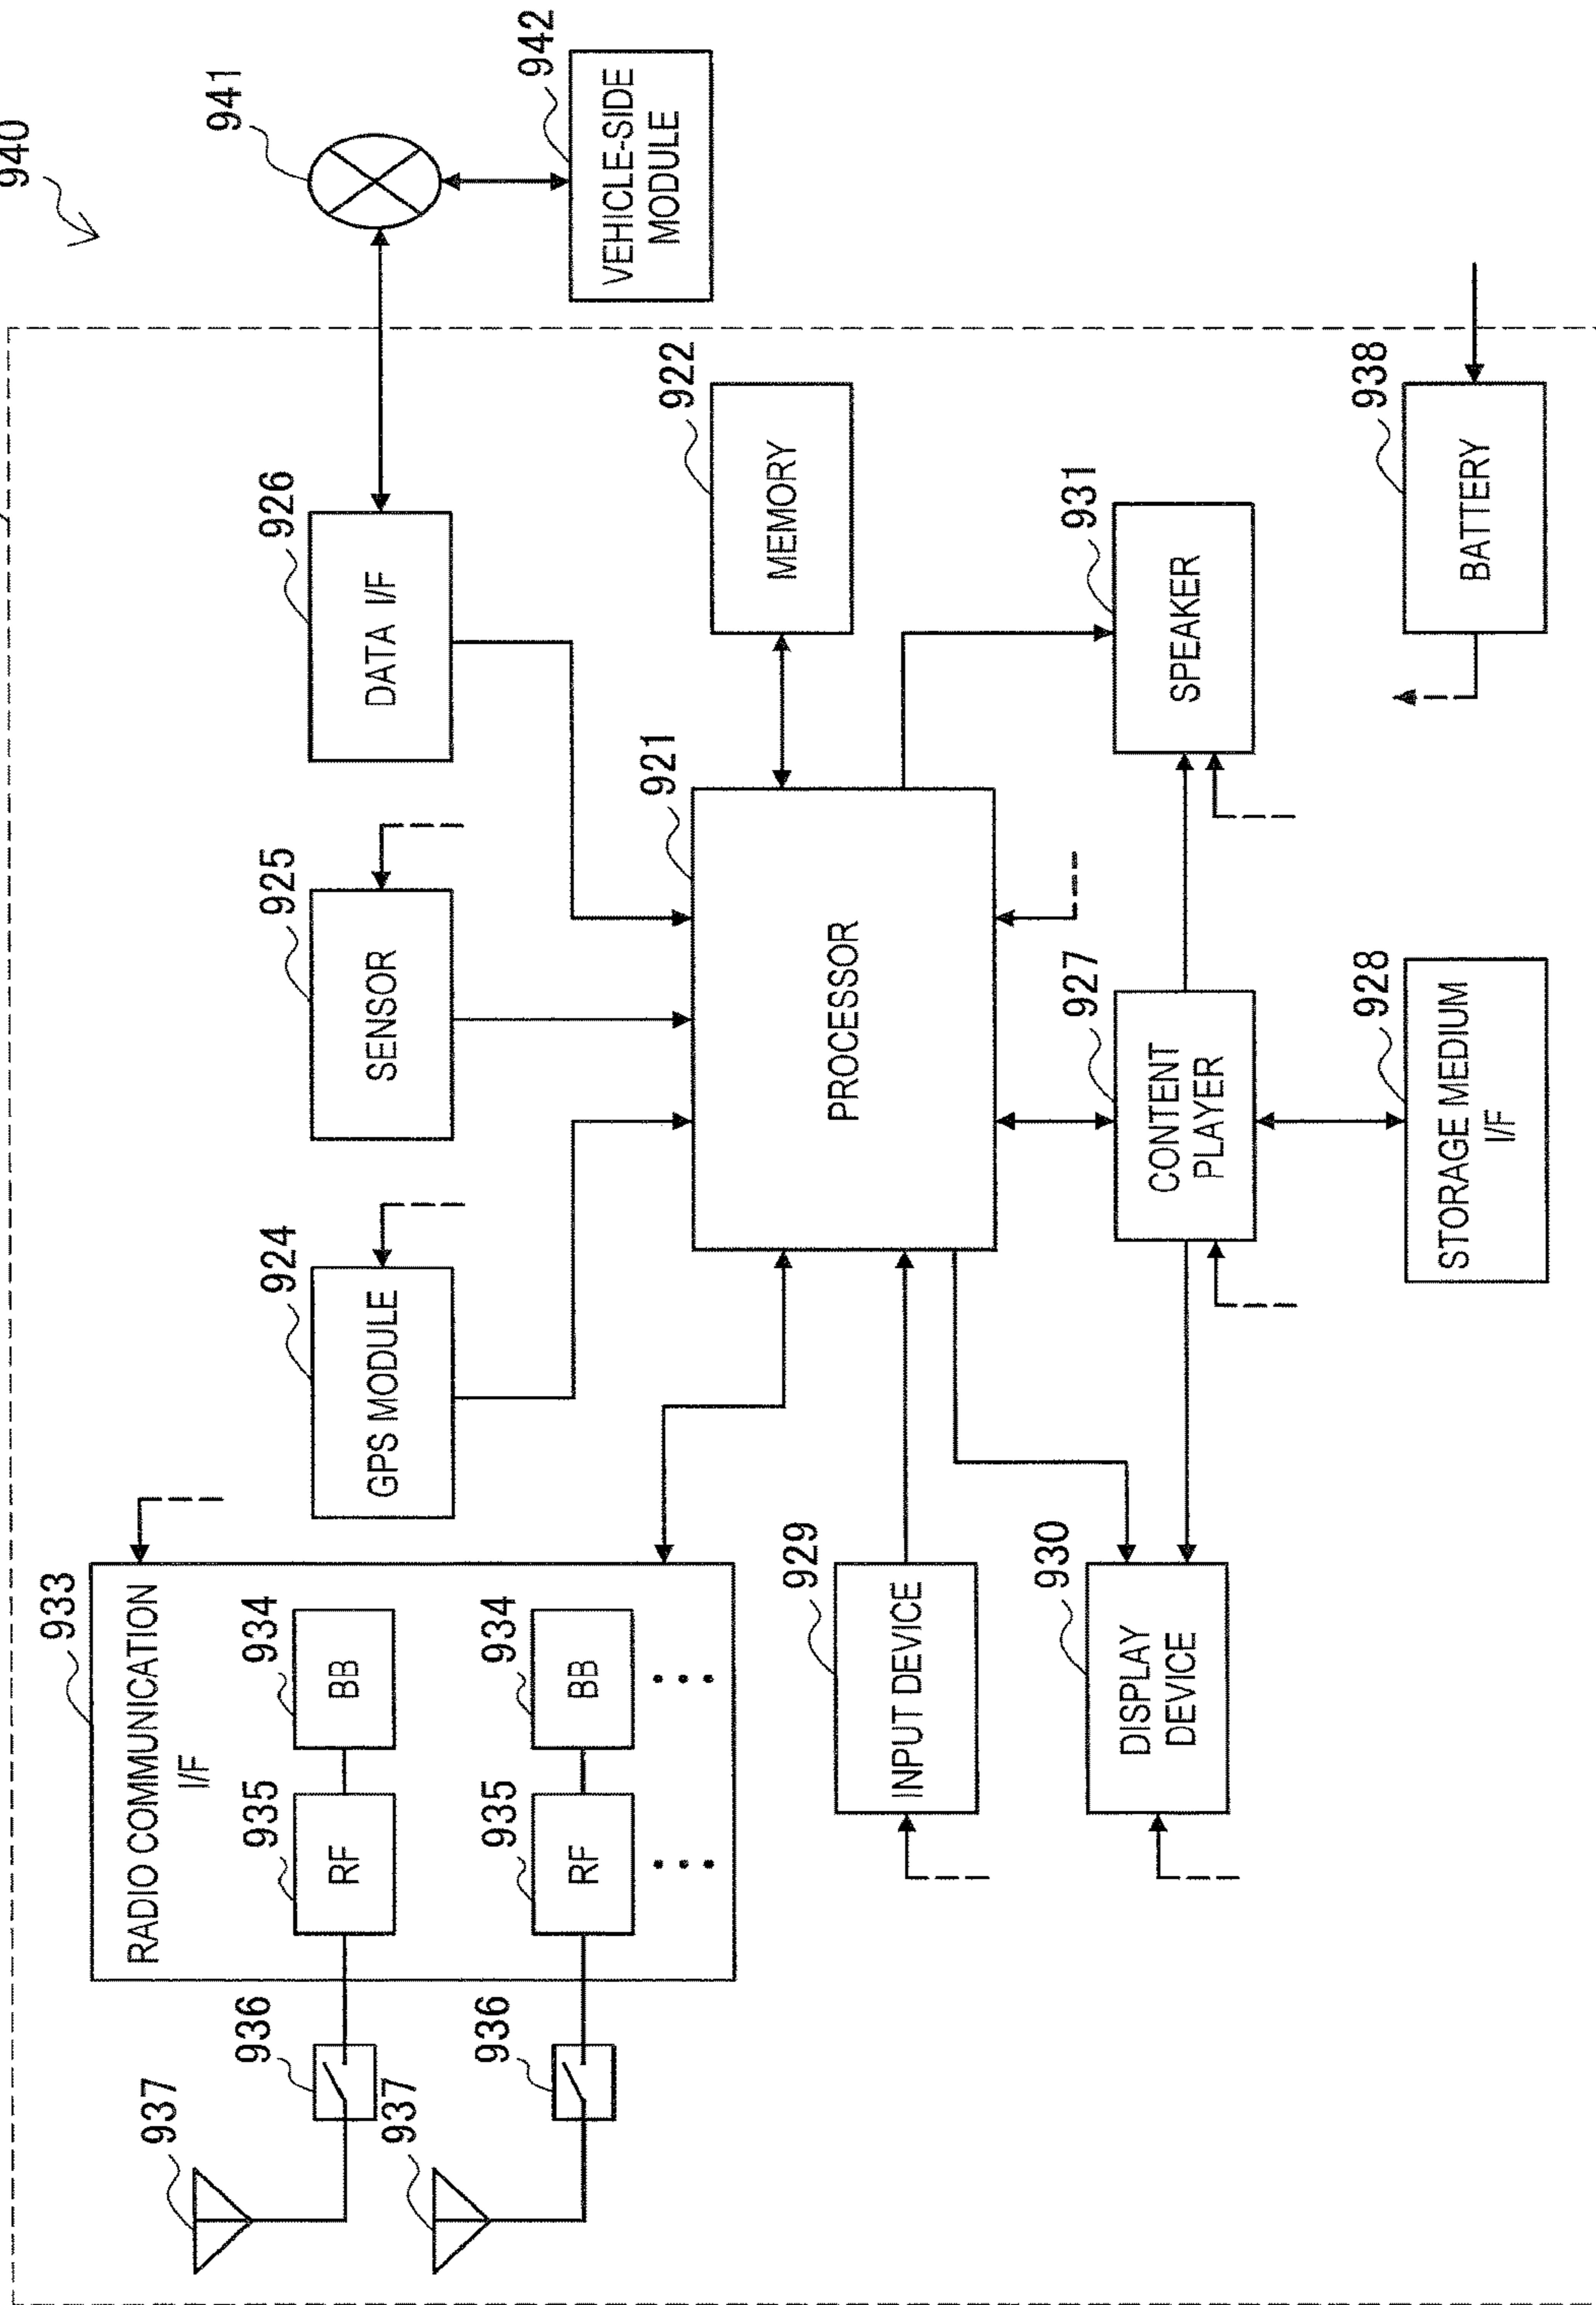 940
941
942
VEHICLE-SIDE
MODULE
933
RADIO COMMUNICATION
I/F
937
936
935
RF
934
BB
937
936
935
RF
934
BB
924
GPS MODULE
925
SENSOR
926
DATA I/F
921
PROCESSOR
922
MEMORY
929
INPUT DEVICE
930
DISPLAY
DEVICE
927
CONTENT
PLAYER
931
SPEAKER
928
STORAGE MEDIUM
I/F
938
BATTERY